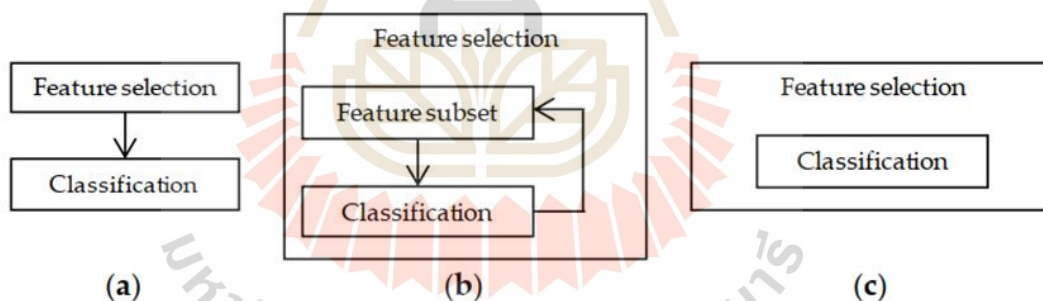 Feature selection
Classification
(a)
Feature selection
Feature subset
Classification
(b)
Feature selection
Classification
(c)